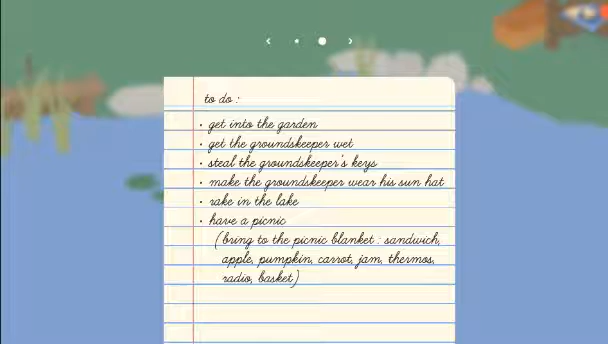 to do :
• get into the garden
• get the groundskeeper wet
• steal the groundskeeper's keys
• make the groundskeeper wear his sun hat
• rake in the lake
• have a picnic
(bring to the picnic blanket : sandwich,
apple, pumpkin, carrot, jam, thermos,
radio, basket)